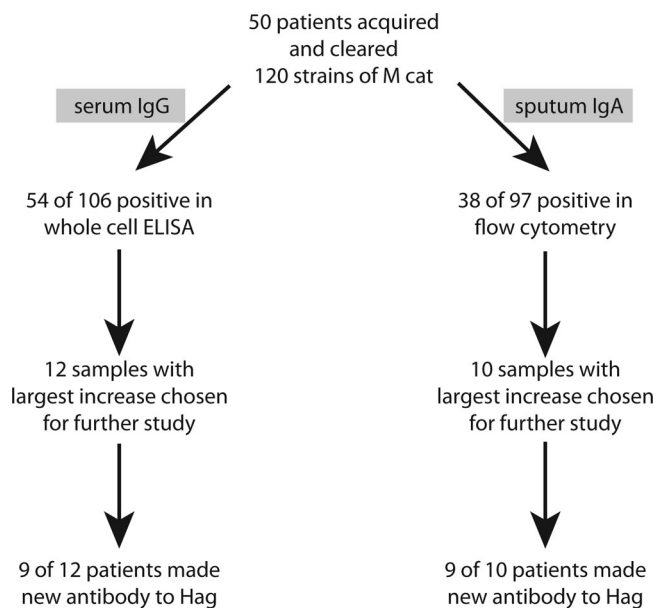 50 patients acquired
and cleared
120 strains of M cat
serum IgG
sputum IgA
54 of 106 positive in
whole cell ELISA
38 of 97 positive in
flow cytometry
12 samples with
largest increase chosen
for further study
10 samples with
largest increase chosen
for further study
9 of 12 patients made
new antibody to Hag
9 of 10 patients made
new antibody to Hag